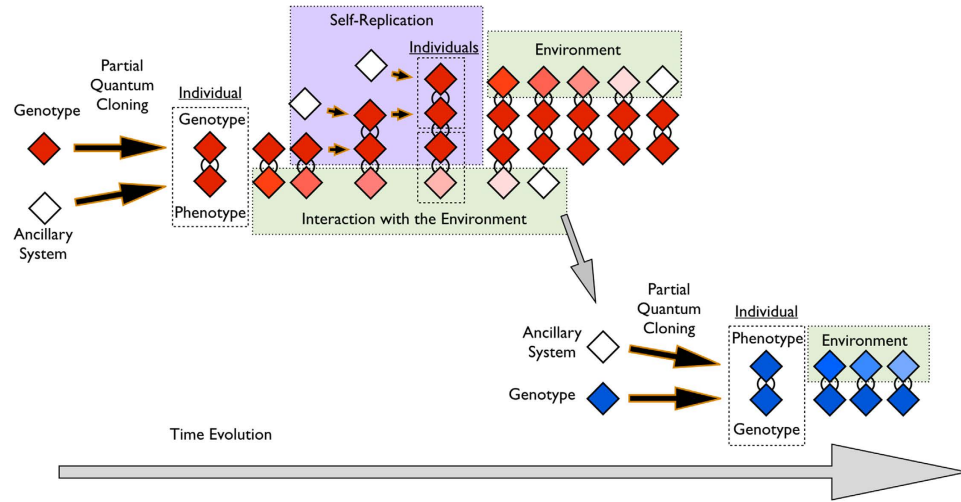 Self-Replication
Individuals
Environment
Partial
Quantum
Cloning
Individual
Genotype
Genotype
Phenotype
Ancillary
System
Interaction with the Environment
Partial
Quantum
Cloning
Individual
Ancillary
System
Phenotype
Environment
Genotype
Genotype
Time Evolution